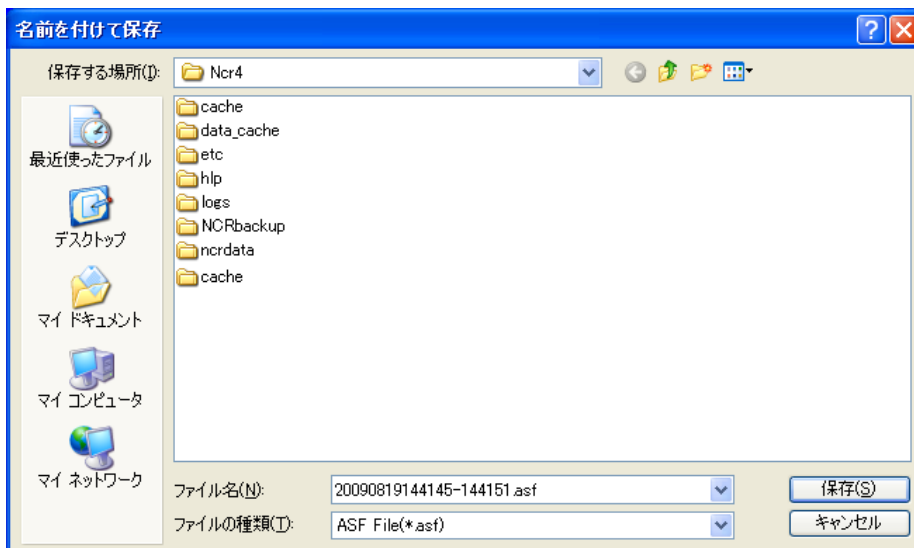 名前を付けて保存
保存する場所(I):
Ncr4
最近使ったファイル
デスクトップ
マイ ドキュメント
マイ コンピュータ
マイ ネットワーク
cache
data_cache
etc
hlp
logs
NCRbackup
ncrdata
cache
ファイル名(N):
20090819144145-144151.asf
保存(S)
ファイルの種類(T):
ASF File(*.asf)
キャンセル